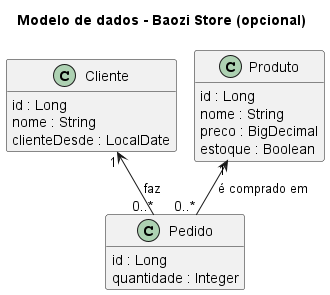 Modelo de dados - Baozi Store (opcional)
C Cliente
id : Long
nome : String
clienteDesde : LocalDate
C Produto
id : Long
nome : String
preco : BigDecimal
estoque : Boolean
1
1
faz
é comprado em
0..*
0..*
C Pedido
id : Long
quantidade : Integer